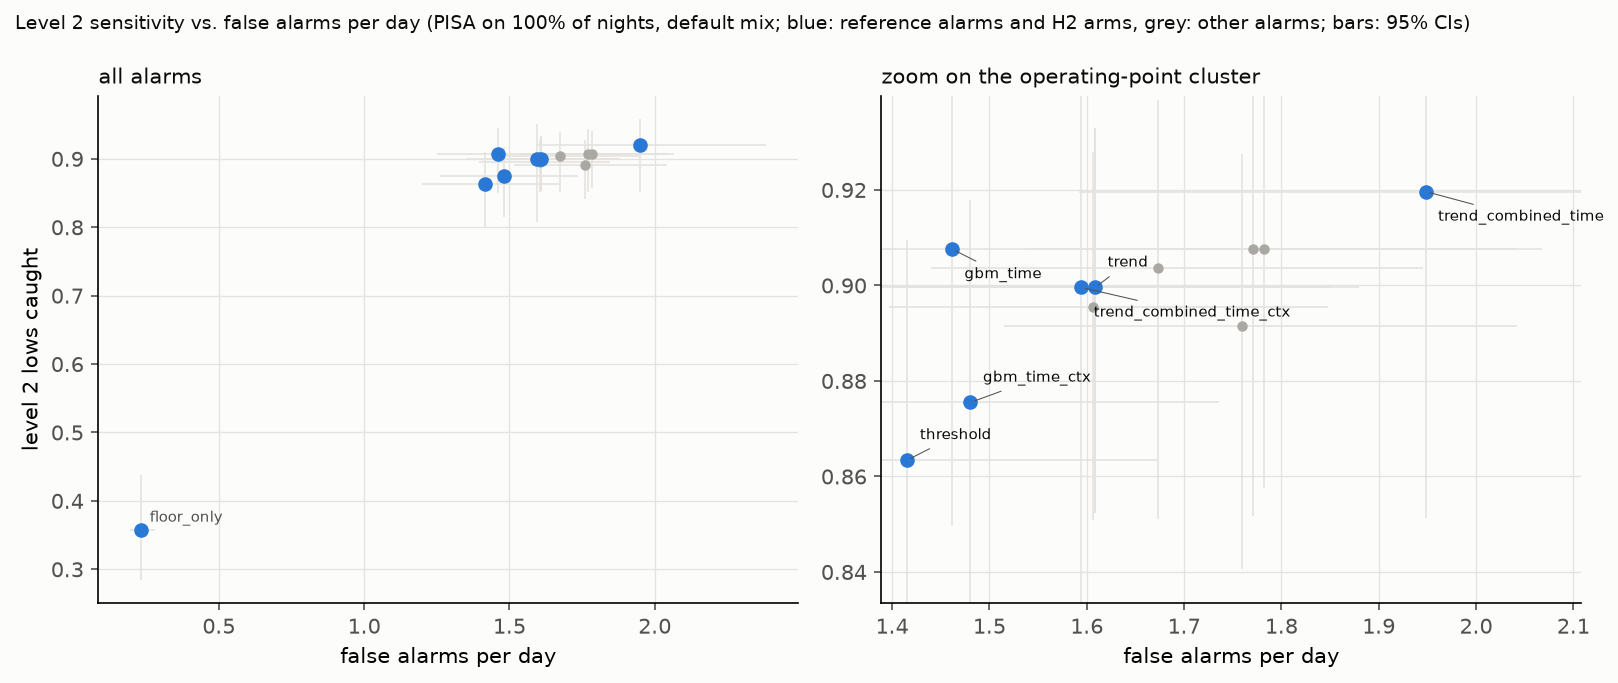 Level 2 sensitivity vs. false alarms per day (PISA on 100% of nights, default mix; blue: reference alarms and H2 arms, grey: other alarms; bars: 95% CIs)
all alarms
level 2 lows caught
0.9
0.8
0.7
0.6
0.5
0.4
0.3
floor_only
0.5 1.0 1.5 2.0
false alarms per day
zoom on the operating-point cluster
0.92
0.90
0.88
0.86
0.84
trend_combined_time
trend
gbm_time
trend_combined_time_ctx
gbm_time_ctx
threshold
1.4 1.5 1.6 1.7 1.8 1.9 2.0 2.1
false alarms per day